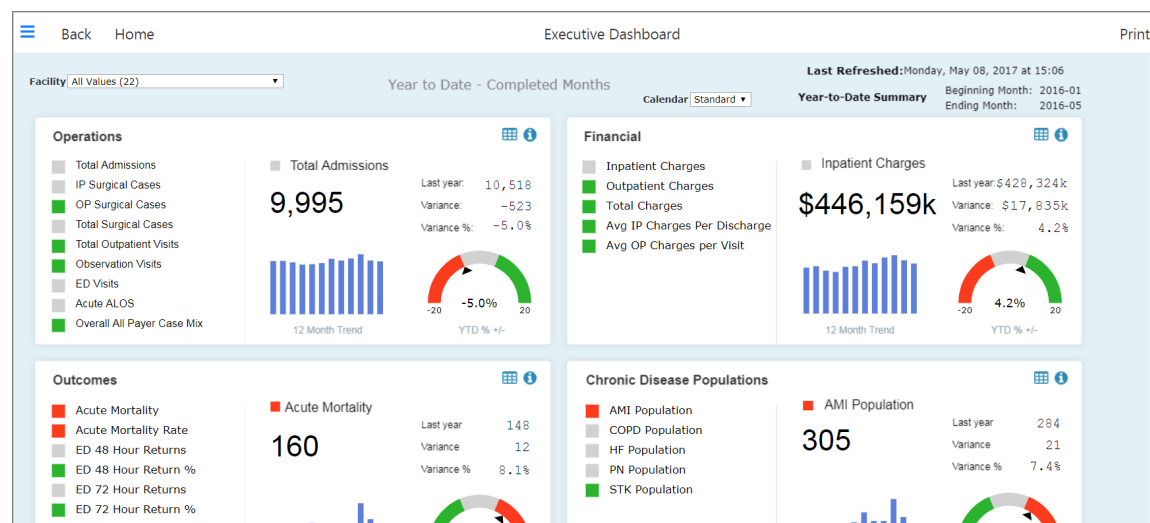 Back Home Executive Dashboard Print
Facility All Values (22)
Year to Date - Completed Months
Calendar Standard
Last Refreshed:Monday, May 08, 2017 at 15:06
Year-to-Date Summary
Beginning Month: 2016-01
Ending Month: 2016-05
Operations
Total Admissions
IP Surgical Cases
OP Surgical Cases
Total Surgical Cases
Total Outpatient Visits
Observation Visits
ED Visits
Acute ALOS
Overall All Payer Case Mix
Total Admissions
9,995
Last year: 10,518
Variance: -523
Variance %: -5.0%
12 Month Trend
-5.0%
-20 20
YTD % +/-
Financial
Inpatient Charges
Outpatient Charges
Total Charges
Avg IP Charges Per Discharge
Avg OP Charges per Visit
Inpatient Charges
$446,159k
Last year: $428,324k
Variance: $17,835k
Variance %: 4.2%
12 Month Trend
4.2%
-20 20
YTD % +/-
Outcomes
Acute Mortality
Acute Mortality Rate
ED 48 Hour Returns
ED 48 Hour Return %
ED 72 Hour Returns
ED 72 Hour Return %
Acute Mortality
160
Last year 148
Variance 12
Variance % 8.1%
Chronic Disease Populations
AMI Population
COPD Population
HF Population
PN Population
STK Population
AMI Population
305
Last year 284
Variance 21
Variance % 7.4%